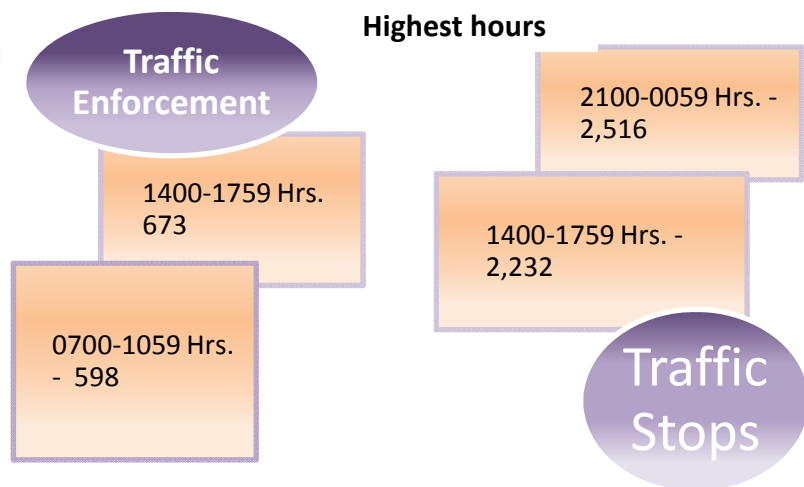 Highest hours
Traffic
Enforcement
1400-1759 Hrs.
673
0700-1059 Hrs.
- 598
2100-0059 Hrs. -
2,516
1400-1759 Hrs. -
2,232
Traffic
Stops